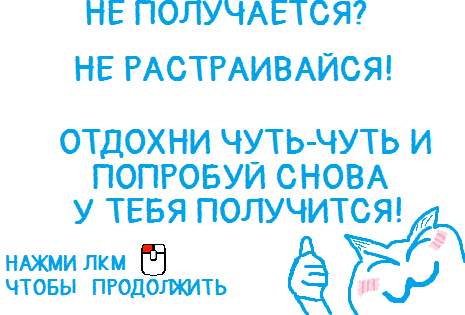 НЕ ПОЛУЧАЕТСЯ?
НЕ РАСТРАИВАЙСЯ!
ОТДОХНИ ЧУТЬ-ЧУТЬ И
ПОПРОБУЙ СНОВА
У ТЕБЯ ПОЛУЧИТСЯ!
НАЖМИ ЛКМ
ЧТОБЫ ПРОДОЛЖИТЬ